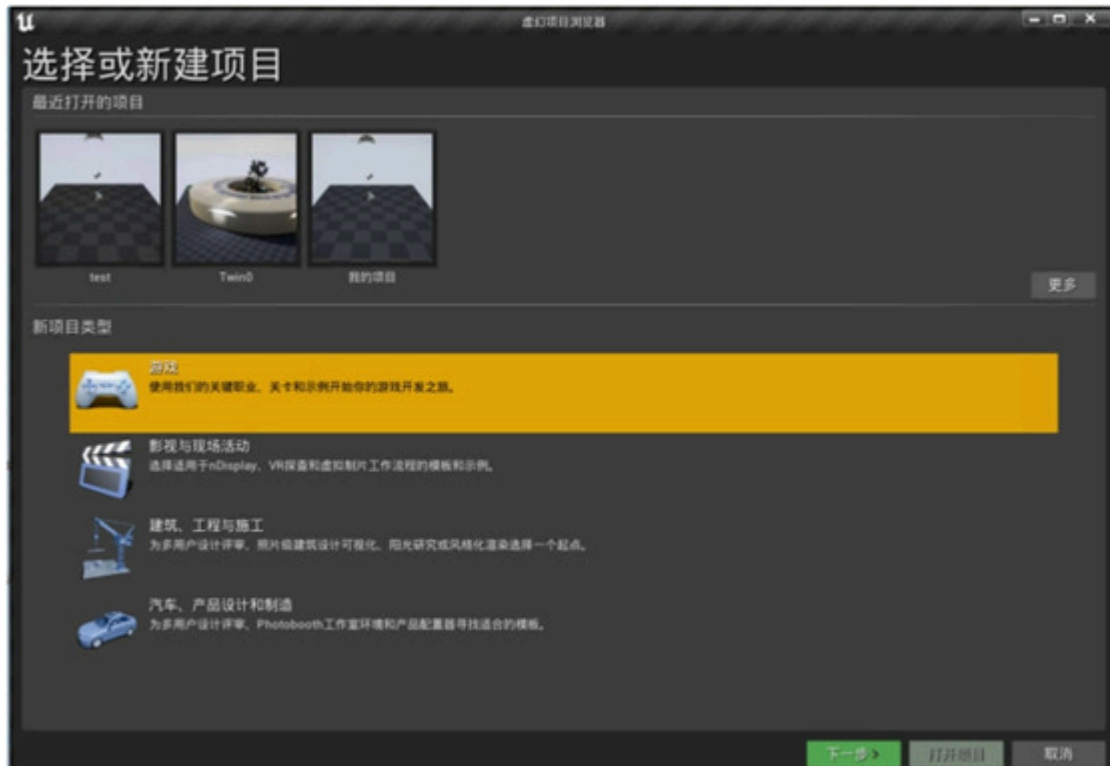 虚幻项目浏览器
选择或新建项目
最近打开的项目
test
Twin0
我的项目
更多
新项目类型
游戏
使用我们的关键职业、关卡和示例开始你的游戏开发之旅。
影视与现场活动
选择适用于nDisplay、VR探查和虚拟制片工作流程的模板和示例。
建筑、工程与施工
为多用户设计评审、照片级建筑设计可视化、阳光研究或风格化渲染选择一个起点。
汽车、产品设计和制造
为多用户设计评审、Photobooth工作室环境和产品配置器寻找适合的模板。
下一步>
打开项目
取消